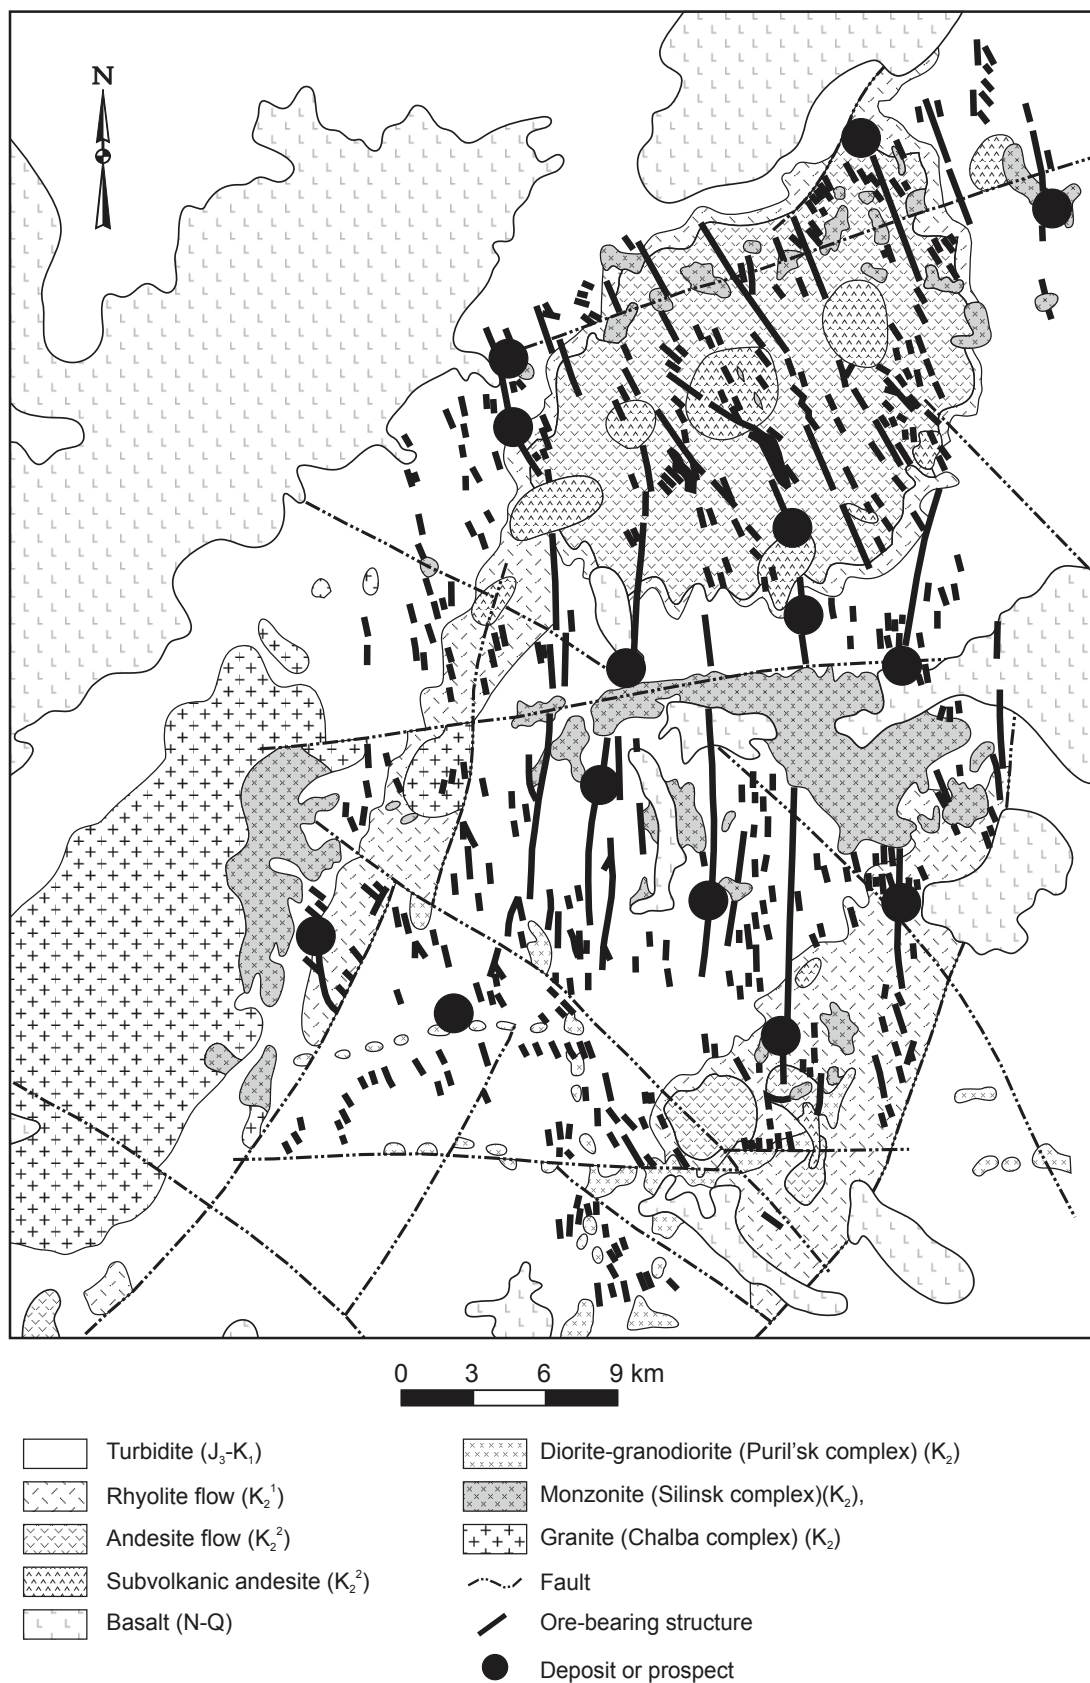 N
0 3 6 9 km
Turbidite (J₃-K₁)
Rhyolite flow (K₂¹)
Andesite flow (K₂²)
Subvolkanic andesite (K₂²)
Basalt (N-Q)
Diorite-granodiorite (Puril'sk complex) (K₂)
Monzonite (Silinsk complex)(K₂),
Granite (Chalba complex) (K₂)
Fault
Ore-bearing structure
Deposit or prospect